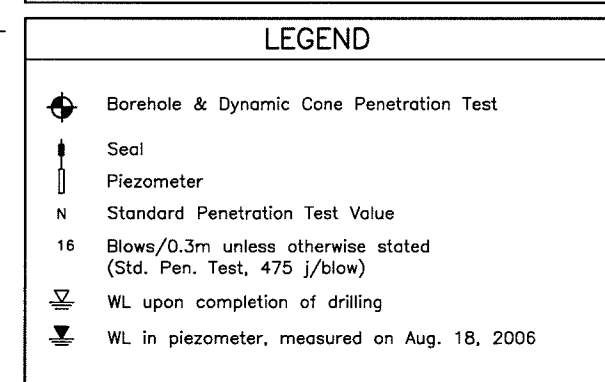 LEGEND
Borehole & Dynamic Cone Penetration Test
Seal
Piezometer
N Standard Penetration Test Value
16 Blows/0.3m unless otherwise stated
(Std. Pen. Test, 475 j/blow)
WL upon completion of drilling
WL in piezometer, measured on Aug. 18, 2006